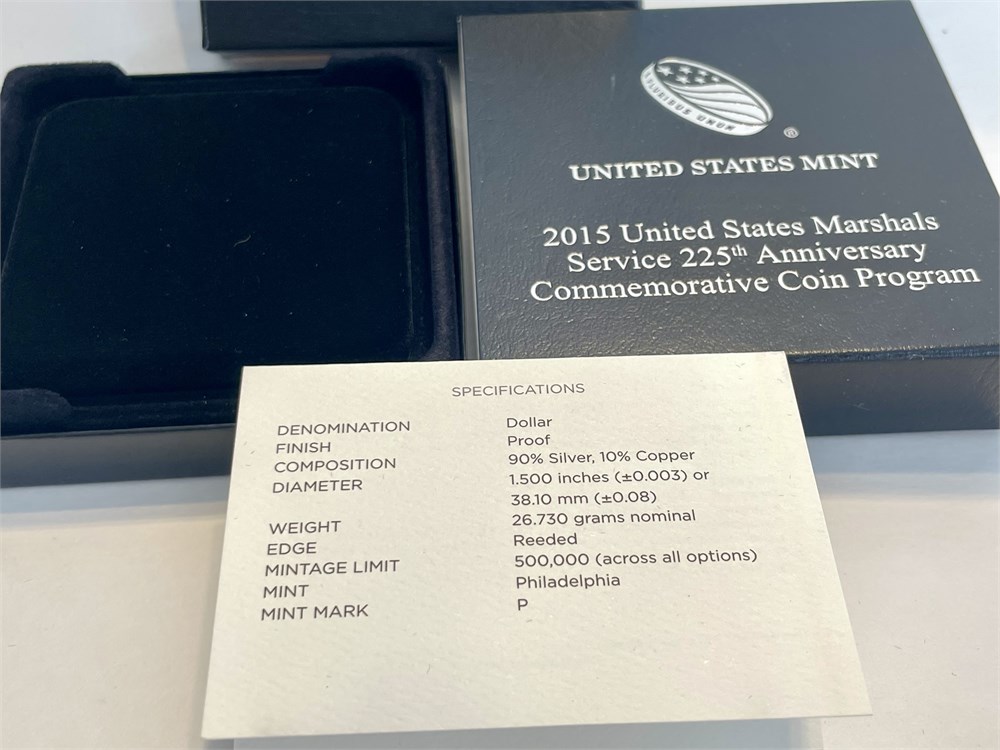 PLURIBUS UNUM
®
UNITED STATES MINT
2015 United States Marshals
Service 225th Anniversary
Commemorative Coin Program
SPECIFICATIONS
DENOMINATION Dollar
FINISH Proof
COMPOSITION 90% Silver, 10% Copper
DIAMETER 1.500 inches (±0.003) or
38.10 mm (±0.08)
WEIGHT 26.730 grams nominal
EDGE Reeded
MINTAGE LIMIT 500,000 (across all options)
MINT Philadelphia
MINT MARK P